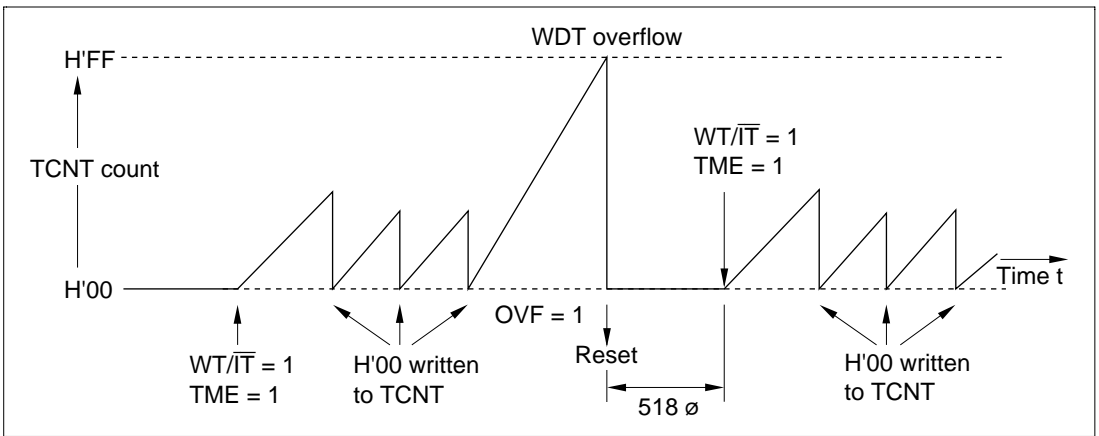 WDT overflow
H'FF
WT/IT = 1
TME = 1
TCNT count
H'00
Time t
OVF = 1
WT/IT = 1
TME = 1
H'00 written
to TCNT
Reset
H'00 written
to TCNT
518 ø